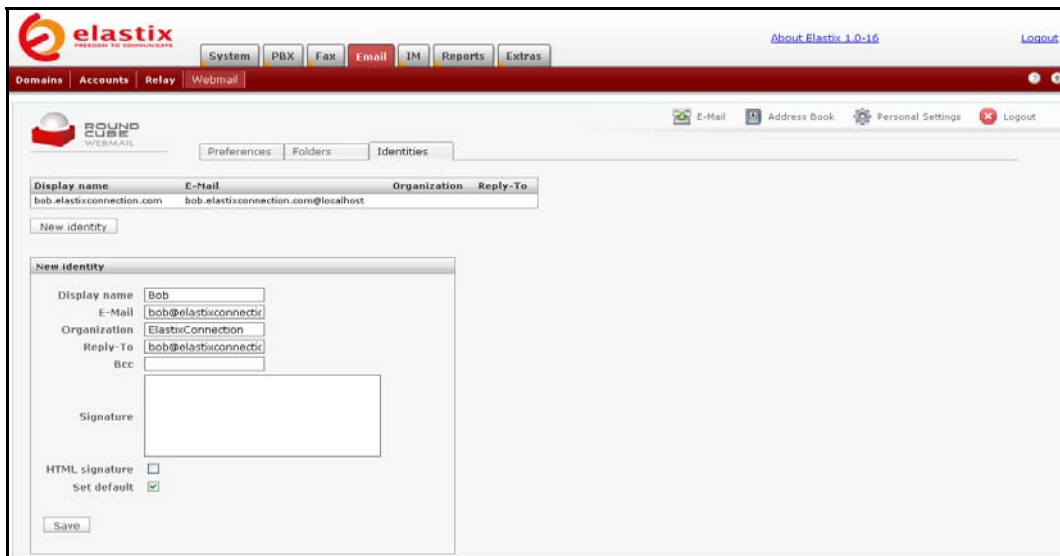 elastix
FREEDOM TO COMMUNICATE
System PBX Fax Email IM Reports Extras
About Elastix 1.0-16
Logout
Domains Accounts Relay Webmail
ROUND
CUBE
WEBMAIL
E-Mail Address Book Personal Settings Logout
Preferences Folders Identities
Display name E-Mail Organization Reply-To
bob.elastixconnection.com bob.elastixconnection.com@localhost
New identity
New identity
Display name Bob
E-Mail bob@elastixconnectic
Organization ElastixConnection
Reply-To bob@elastixconnectic
Bcc
Signature
HTML signature
Set default
Save